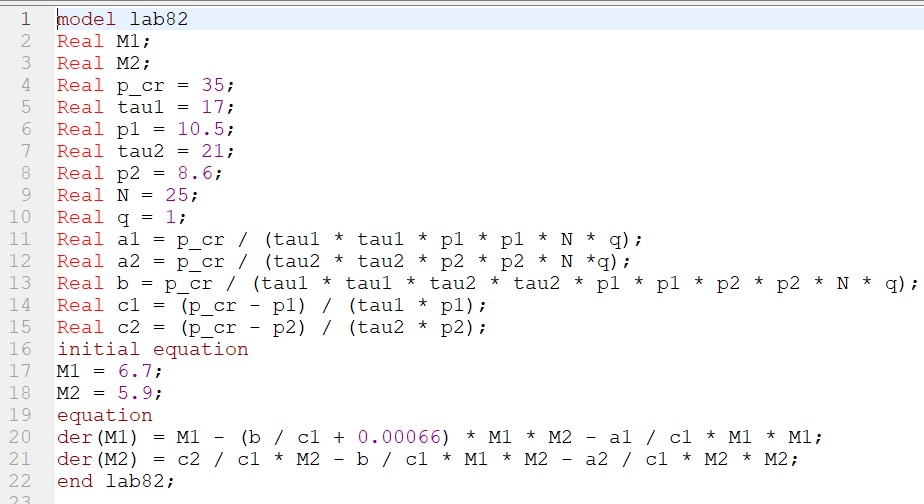 1 model lab82
2 Real M1;
3 Real M2;
4 Real p_cr = 35;
5 Real tau1 = 17;
6 Real p1 = 10.5;
7 Real tau2 = 21;
8 Real p2 = 8.6;
9 Real N = 25;
10 Real q = 1;
11 Real a1 = p_cr / (tau1 * tau1 * p1 * p1 * N * q);
12 Real a2 = p_cr / (tau2 * tau2 * p2 * p2 * N *q);
13 Real b = p_cr / (tau1 * tau1 * tau2 * tau2 * p1 * p1 * p2 * p2 * N * q);
14 Real c1 = (p_cr - p1) / (tau1 * p1);
15 Real c2 = (p_cr - p2) / (tau2 * p2);
16 initial equation
17 M1 = 6.7;
18 M2 = 5.9;
19 equation
20 der(M1) = M1 - (b / c1 + 0.00066) * M1 * M2 - a1 / c1 * M1 * M1;
21 der(M2) = c2 / c1 * M2 - b / c1 * M1 * M2 - a2 / c1 * M2 * M2;
22 end lab82;
23